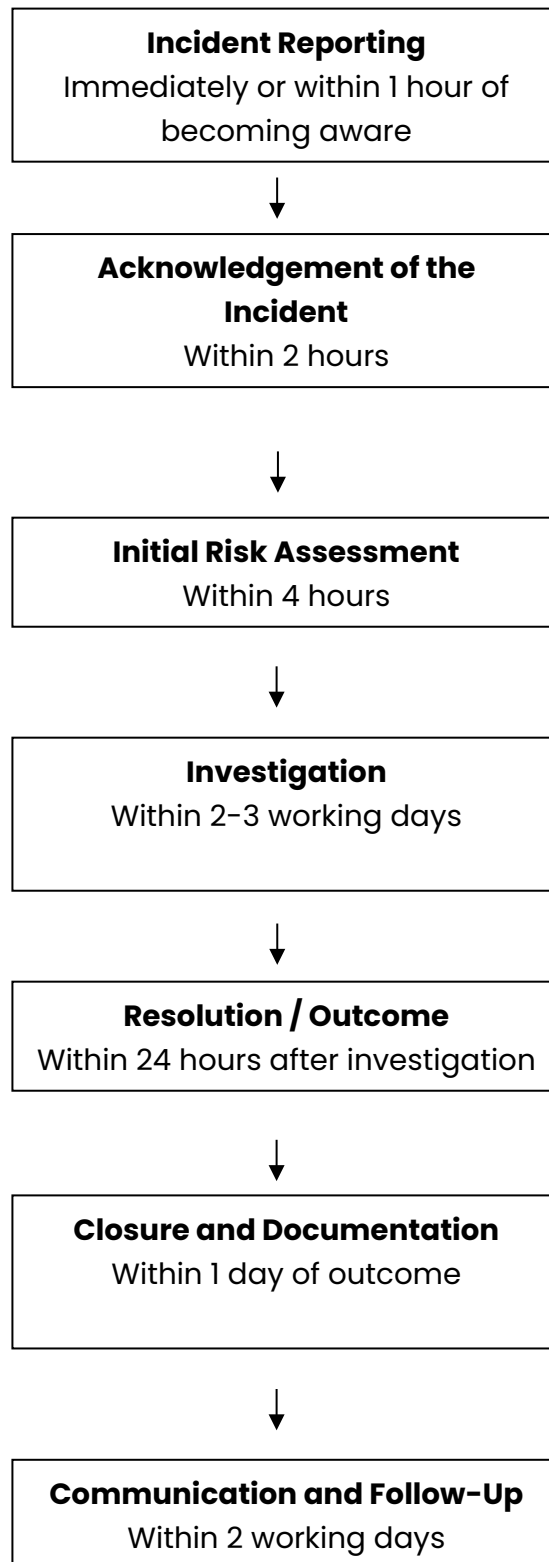 Incident Reporting
Immediately or within 1 hour of
becoming aware
Acknowledgement of the
Incident
Within 2 hours
Initial Risk Assessment
Within 4 hours
Investigation
Within 2-3 working days
Resolution / Outcome
Within 24 hours after investigation
Closure and Documentation
Within 1 day of outcome
Communication and Follow-Up
Within 2 working days